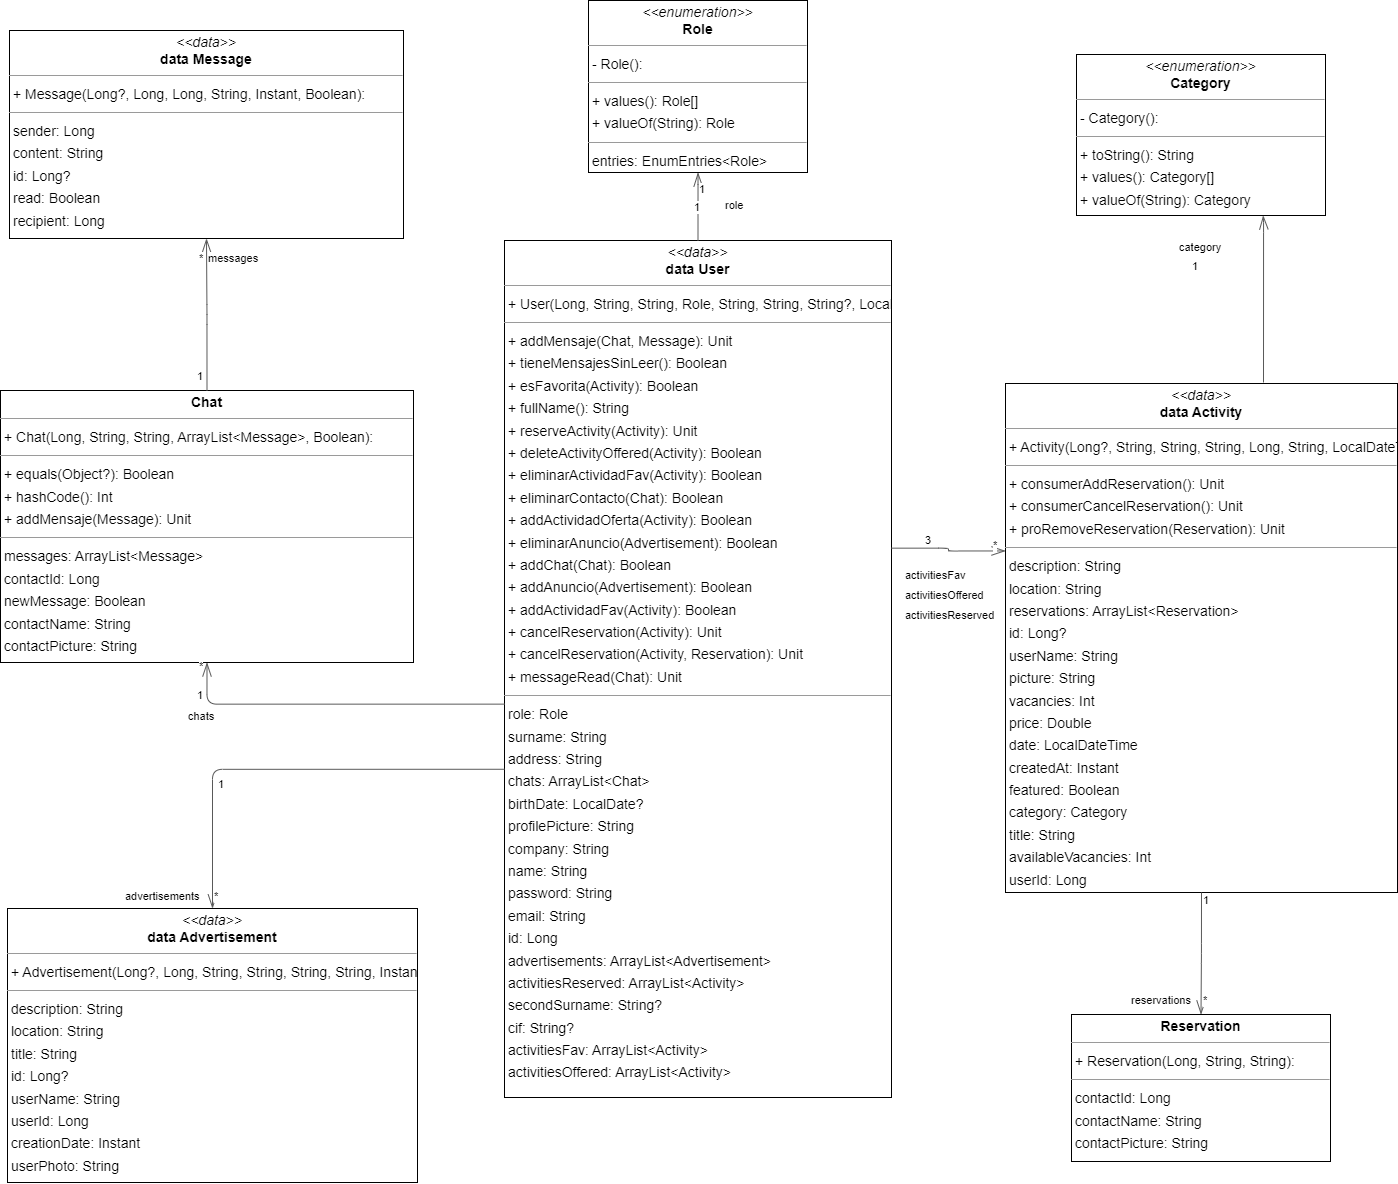 <<data>>
data Message
+ Message(Long?, Long, Long, String, Instant, Boolean):
sender: Long
content: String
id: Long?
read: Boolean
recipient: Long
* messages
1
Chat
+ Chat(Long, String, String, ArrayList<Message>, Boolean):
+ equals(Object?): Boolean
+ hashCode(): Int
+ addMensaje(Message): Unit
messages: ArrayList<Message>
contactId: Long
newMessage: Boolean
contactName: String
contactPicture: String
*
1
chats
1
advertisements *
<<data>>
data Advertisement
+ Advertisement(Long?, Long, String, String, String, String, Instan
description: String
location: String
title: String
id: Long?
userName: String
userId: Long
creationDate: Instant
userPhoto: String
<<enumeration>>
Role
- Role():
+ values(): Role[]
+ valueOf(String): Role
entries: EnumEntries<Role>
1
1
role
<<data>>
data User
+ User(Long, String, String, Role, String, String, String?, Loca
+ addMensaje(Chat, Message): Unit
+ tieneMensajesSinLeer(): Boolean
+ esFavorita(Activity): Boolean
+ fullName(): String
+ reserveActivity(Activity): Unit
+ deleteActivityOffered(Activity): Boolean
+ eliminarActividadFav(Activity): Boolean
+ eliminarContacto(Chat): Boolean
+ addActividadOferta(Activity): Boolean
+ eliminarAnuncio(Advertisement): Boolean
+ addChat(Chat): Boolean
+ addAnuncio(Advertisement): Boolean
+ addActividadFav(Activity): Boolean
+ cancelReservation(Activity): Unit
+ cancelReservation(Activity, Reservation): Unit
+ messageRead(Chat): Unit
role: Role
surname: String
address: String
chats: ArrayList<Chat>
birthDate: LocalDate?
profilePicture: String
company: String
name: String
password: String
email: String
id: Long
advertisements: ArrayList<Advertisement>
activitiesReserved: ArrayList<Activity>
secondSurname: String?
cif: String?
activitiesFav: ArrayList<Activity>
activitiesOffered: ArrayList<Activity>
3
*
activitiesFav
activitiesOffered
activitiesReserved
<<enumeration>>
Category
- Category():
+ toString(): String
+ values(): Category[]
+ valueOf(String): Category
category
1
<<data>>
data Activity
+ Activity(Long?, String, String, String, Long, String, LocalDate
+ consumerAddReservation(): Unit
+ consumerCancelReservation(): Unit
+ proRemoveReservation(Reservation): Unit
description: String
location: String
reservations: ArrayList<Reservation>
id: Long?
userName: String
picture: String
vacancies: Int
price: Double
date: LocalDateTime
createdAt: Instant
featured: Boolean
category: Category
title: String
availableVacancies: Int
userId: Long
1
reservations *
Reservation
+ Reservation(Long, String, String):
contactId: Long
contactName: String
contactPicture: String